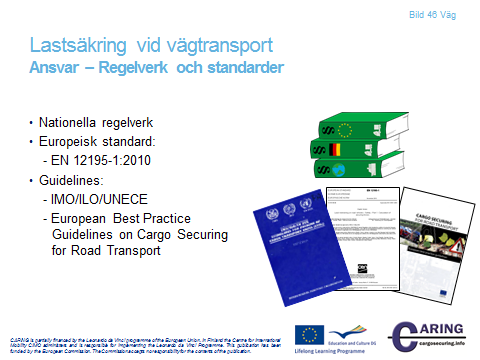 Bild 46 Väg
Lastsäkring vid vägtransport
Ansvar – Regelverk och standarder
• Nationella regelverk
• Europeisk standard:
- EN 12195-1:2010
• Guidelines:
- IMO/ILO/UNECE
- European Best Practice
Guidelines on Cargo Securing
for Road Transport
CARGO SECURING
FOR ROAD TRANSPORT
CARING is partially financed by the Leonardo da Vinci programme of the European Union. In Finland the Centre for International
Mobility CIMO administers and is responsible for implementing the Leonardo da Vinci Programme. This publication has been
funded by European Commission. The Commission accepts no responsibility for the contents of the publication.
Education and Culture DG
Lifelong Learning Programme
CARING
cargosecuring.info